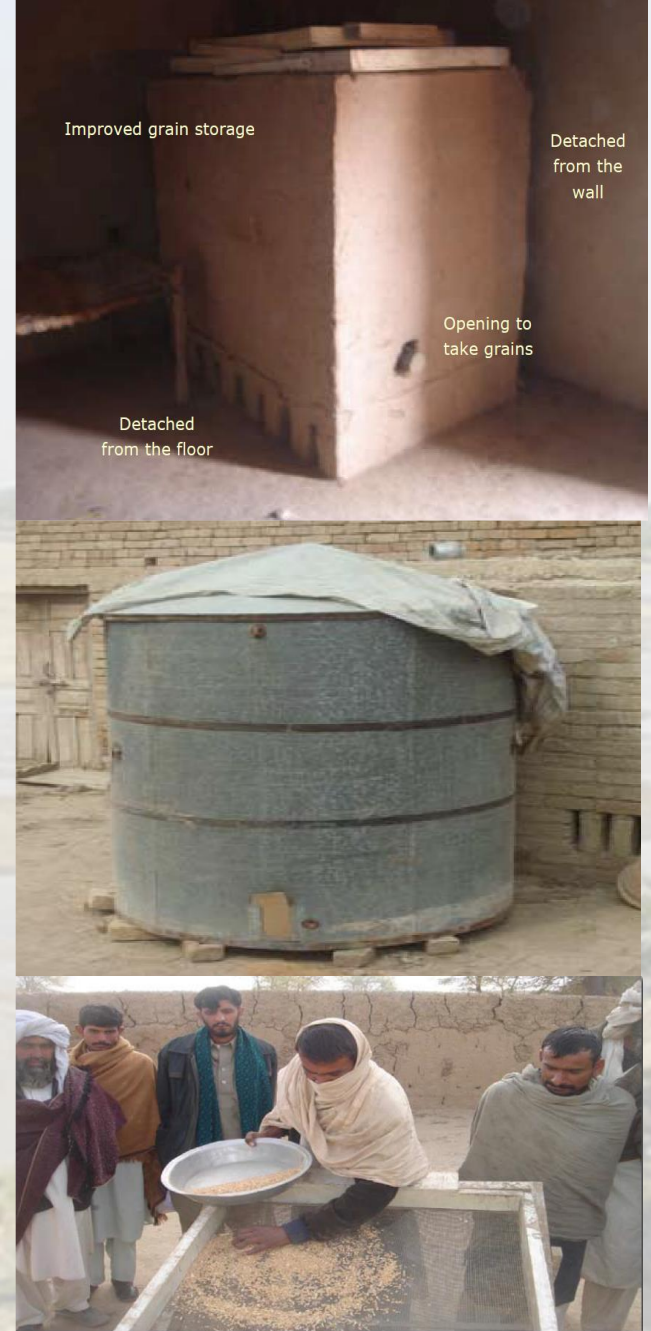 Improved grain storage
Detached
from the
wall
Opening to
take grains
Detached
from the floor